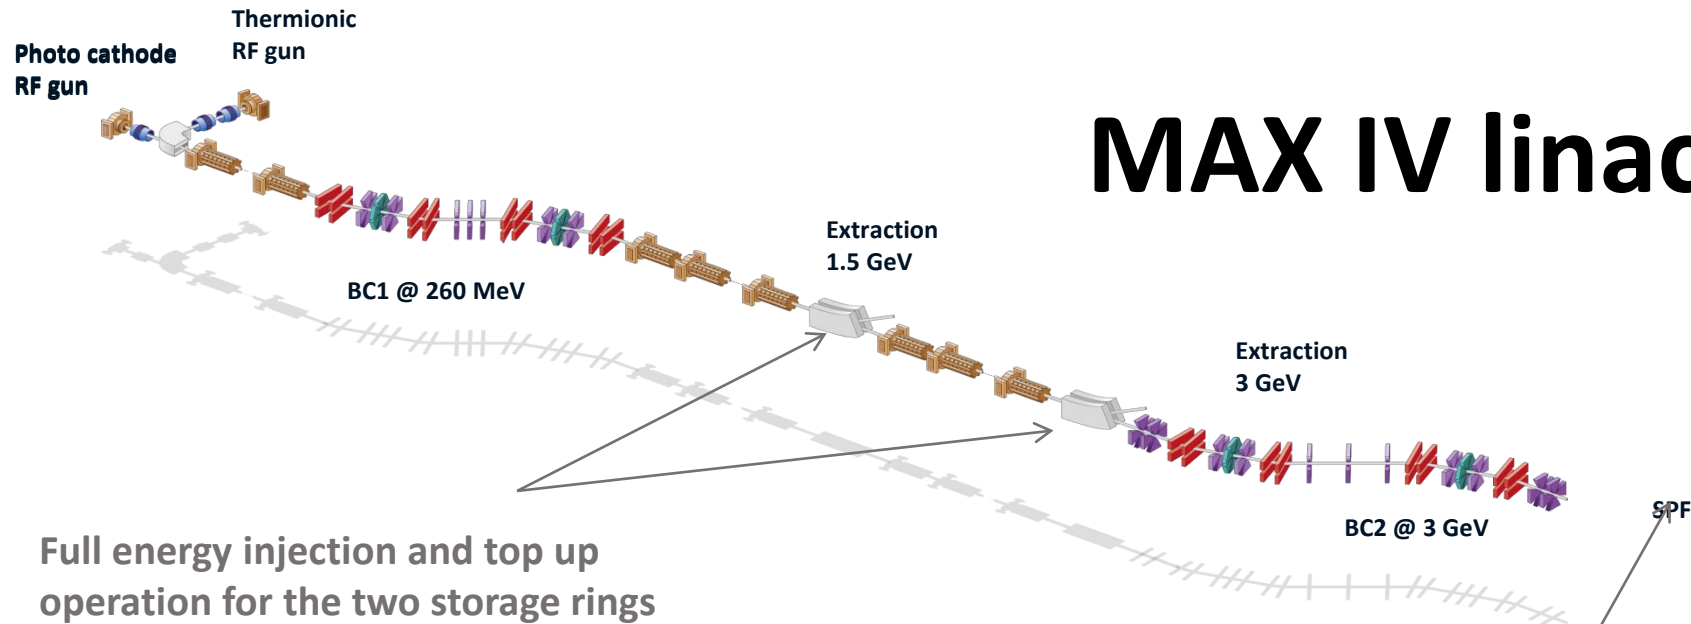 Thermionic
RF gun
Photo cathode
RF gun
MAX IV linac
Extraction
1.5 GeV
BC1 @ 260 MeV
Extraction
3 GeV
SPF
BC2 @ 3 GeV
Full energy injection and top up
operation for the two storage rings